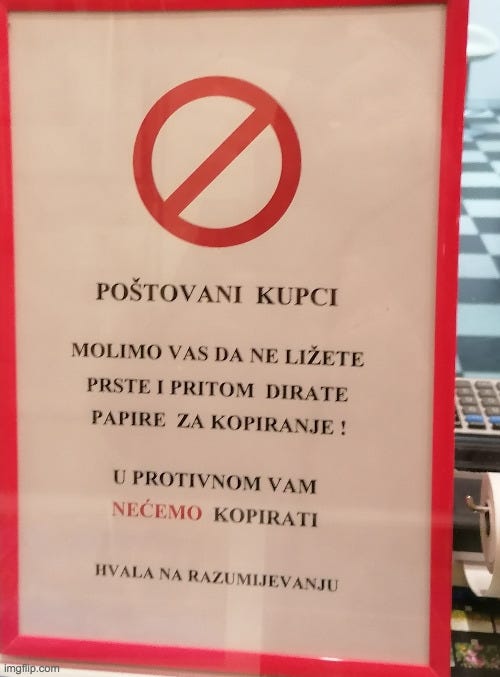 POŠTOVANI KUPCI
MOLIMO VAS DA NE LIŽETE
PRSTE I PRITOM DIRATE
PAPIRE ZA KOPIRANJE !
U PROTIVNOM VAM
NEĆEMO KOPIRATI
HVALA NA RAZUMIJEVANJU
imgflip.com